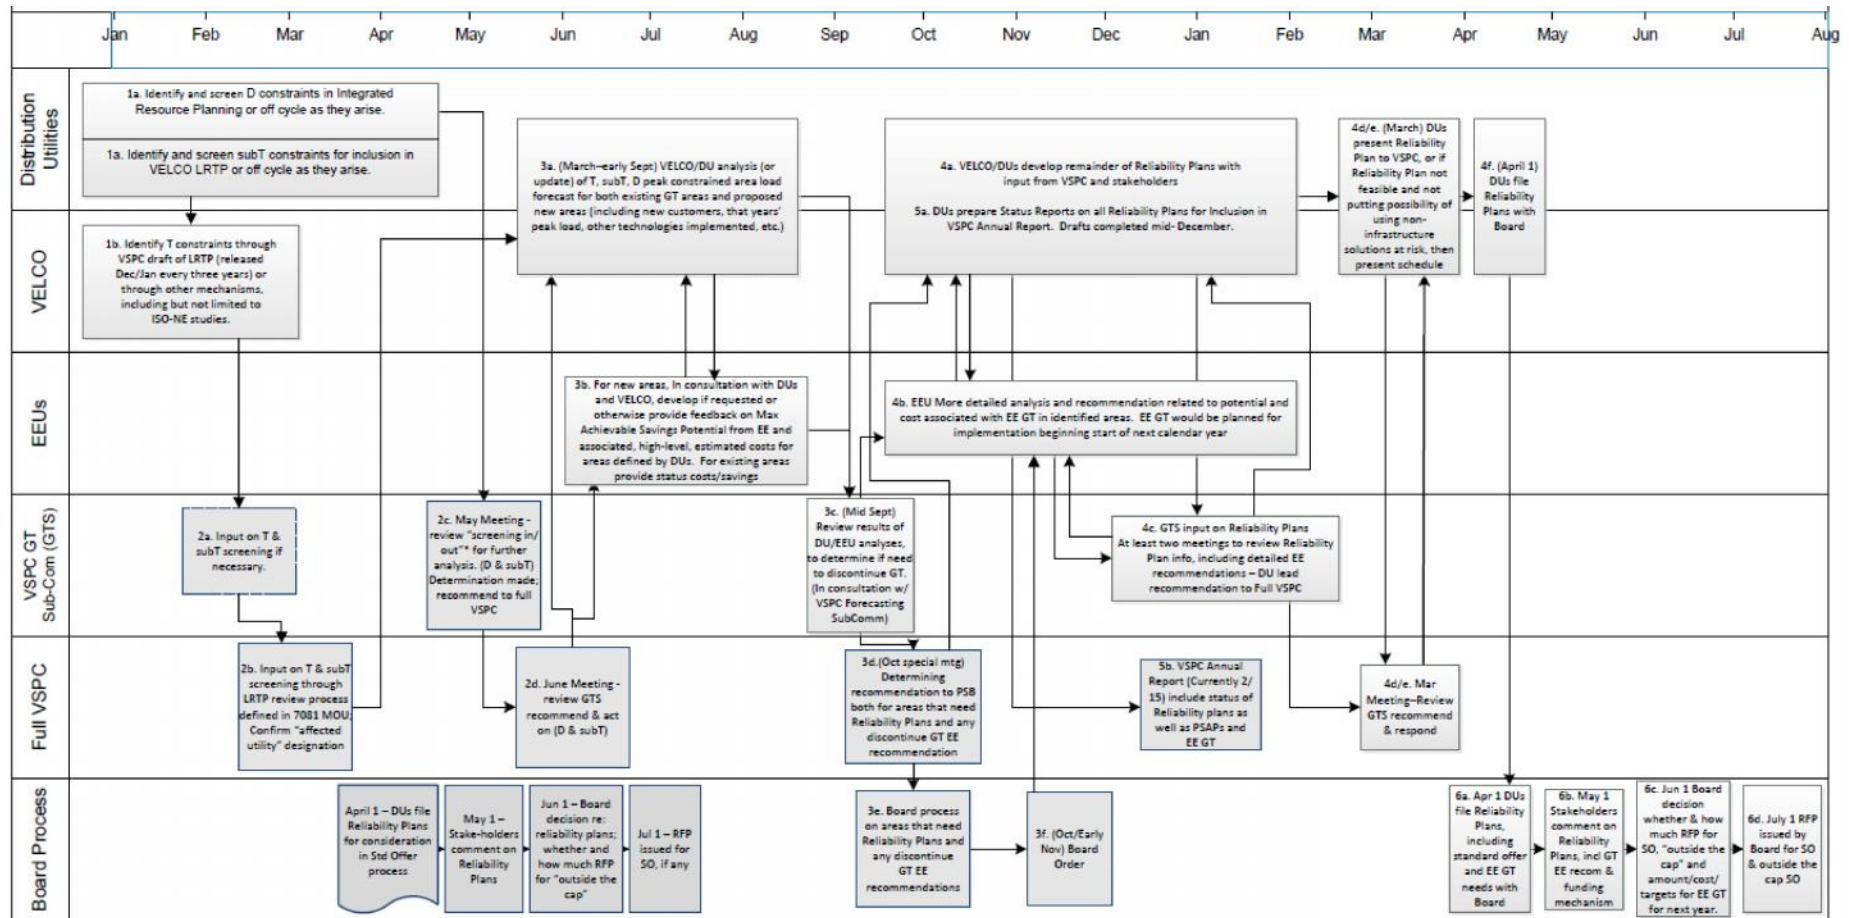 Jan Feb Mar Apr May Jun Jul Aug Sep Oct Nov Dec Jan Feb Mar Apr May Jun Jul Aug
Distribution
Utilities
1a. Identify and screen D constraints in Integrated
Resource Planning or off cycle as they arise.
1a. Identify and screen subT constraints for inclusion in
VELCO LRTP or off cycle as they arise.
3a. (March–early Sept) VELCO/DU analysis (or
update) of T, subT, D peak constrained area load
forecast for both existing GT areas and proposed
new areas (including new customers, that years'
peak load, other technologies implemented, etc.)
4a. VELCO/DUs develop remainder of Reliability Plans with
input from VSPC and stakeholders
5a. DUs prepare Status Reports on all Reliability Plans for Inclusion in
VSPC Annual Report. Drafts completed mid- December.
4d/e. (March) DUs
present Reliability
Plan to VSPC, or if
Reliability Plan not
feasible and not
putting possibility of
using non-
infrastructure
solutions at risk, then
present schedule
4f. (April 1)
DUs file
Reliability
Plans with
Board
VELCO
1b. Identify T constraints through
VSPC draft of LRTP (released
Dec/Jan every three years) or
through other mechanisms,
including but not limited to
ISO-NE studies.
EEUs
3b. For new areas, In consultation with DUs
and VELCO, develop if requested or
otherwise provide feedback on Max
Achievable Savings Potential from EE and
associated, high-level, estimated costs for
areas defined by DUs. For existing areas
provide status costs/savings
4b. EEU More detailed analysis and recommendation related to potential and
cost associated with EE GT in identified areas. EE GT would be planned for
implementation beginning start of next calendar year
VSPC GT
Sub-Com (GTS)
2a. Input on T &
subT screening if
necessary.
2c. May Meeting -
review "screening in/
out"* for further
analysis. (D & subT)
Determination made;
recommend to full
VSPC
3c. (Mid Sept)
Review results of
DU/EEU analyses,
to determine if need
to discontinue GT.
(In consultation w/
VSPC Forecasting
SubComm)
4c. GTS input on Reliability Plans
At least two meetings to review Reliability
Plan info, including detailed EE
recommendations – DU lead
recommendation to Full VSPC
Full VSPC
2b. Input on T & subT
screening through
LRTP review process
defined in 7081 MOU;
Confirm "affected
utility" designation
2d. June Meeting -
review GTS
recommend & act
on (D & subT)
3d.(Oct special mtg)
Determining
recommendation to PSB
both for areas that need
Reliability Plans and any
discontinue GT EE
recommendation
5b. VSPC Annual
Report (Currently 2/
15) include status of
Reliability plans as
well as PSAPs and
EE GT
4d/e. Mar
Meeting–Review
GTS recommend
& respond
Board Process
April 1 – DUs file
Reliability Plans
for consideration
in Std Offer
process
May 1 –
Stake-holders
comment on
Reliability
Plans
Jun 1 – Board
decision re:
reliability plans;
whether and
how much RFP
for "outside the
cap"
Jul 1 – RFP
issued for
SO, if any
3e. Board process
on areas that need
Reliability Plans and
any discontinue
GT EE
recommendations
3f. (Oct/Early
Nov) Board
Order
6a. Apr 1 DUs
file Reliability
Plans,
including
standard offer
and EE GT
needs with
Board
6b. May 1
Stakeholders
comment on
Reliability
Plans, incl GT
EE recom &
funding
mechanism
6c. Jun 1 Board
decision
whether & how
much RFP for
SO, "outside the
cap" and
amount/cost/
targets for EE GT
for next year.
6d. July 1 RFP
issued by
Board for SO
& outside the
cap SO